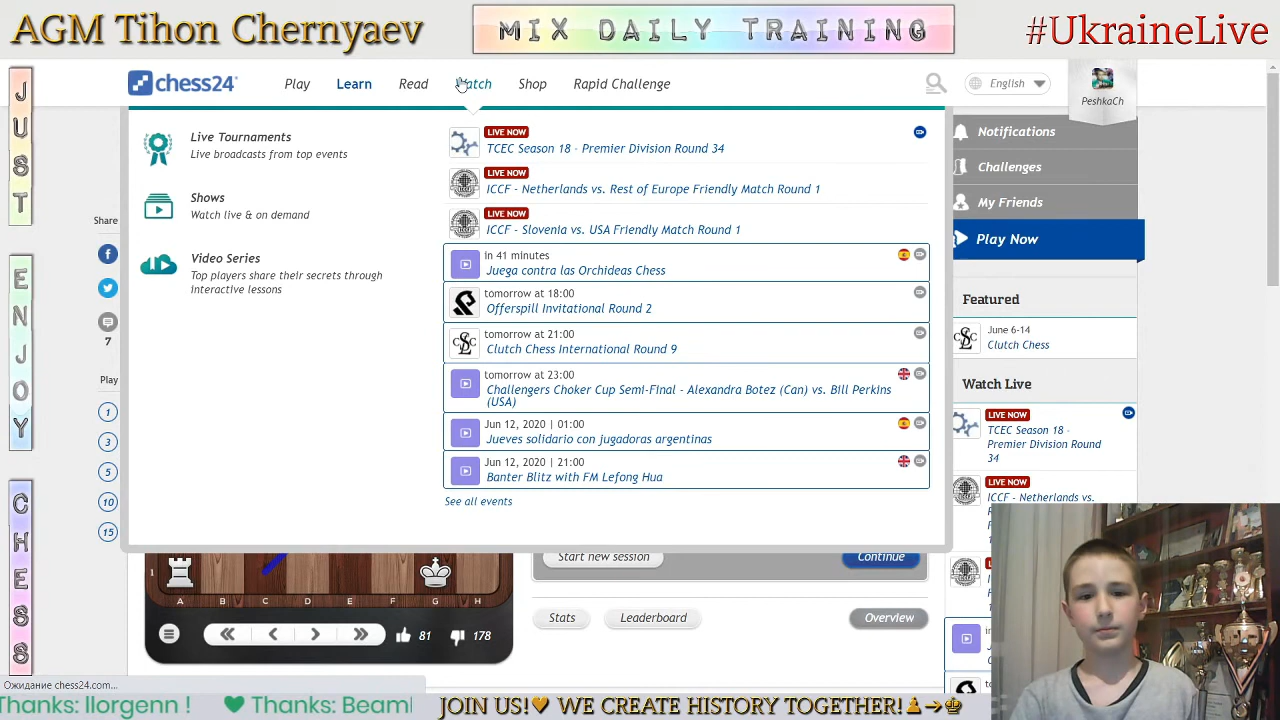 AGM Tihon Chernyaev
MIX DAILY TRAINING
#UkraineLive
JUST
ENJOY
CHESS
chess24
Play
Learn
Read
Watch
Shop
Rapid Challenge
English
PeshkaCh
Live Tournaments
Live broadcasts from top events
Shows
Watch live & on demand
Video Series
Top players share their secrets through
interactive lessons
LIVE NOW
TCEC Season 18 - Premier Division Round 34
LIVE NOW
ICCF - Netherlands vs. Rest of Europe Friendly Match Round 1
LIVE NOW
ICCF - Slovenia vs. USA Friendly Match Round 1
in 41 minutes
Juega contra las Orchideas Chess
tomorrow at 18:00
Offerspill Invitational Round 2
tomorrow at 21:00
Clutch Chess International Round 9
tomorrow at 23:00
Challengers Choker Cup Semi-Final - Alexandra Botez (Can) vs. Bill Perkins
(USA)
Jun 12, 2020 | 01:00
Jueves solidario con jugadoras argentinas
Jun 12, 2020 | 21:00
Banter Blitz with FM Lefong Hua
See all events
Share
7
Play
1
3
5
10
15
Notifications
Challenges
My Friends
Play Now
Featured
June 6-14
Clutch Chess
Watch Live
LIVE NOW
TCEC Season 18 -
Premier Division Round
34
LIVE NOW
ICCF - Netherlands vs.
1
A B C D E F G H
81
178
Start new session
Continue
Stats
Leaderboard
Overview
Ожидание chess24.com...
Thanks: Ilorgenn !
Thanks: Beaml
JOIN US! WE CREATE HISTORY TOGETHER!